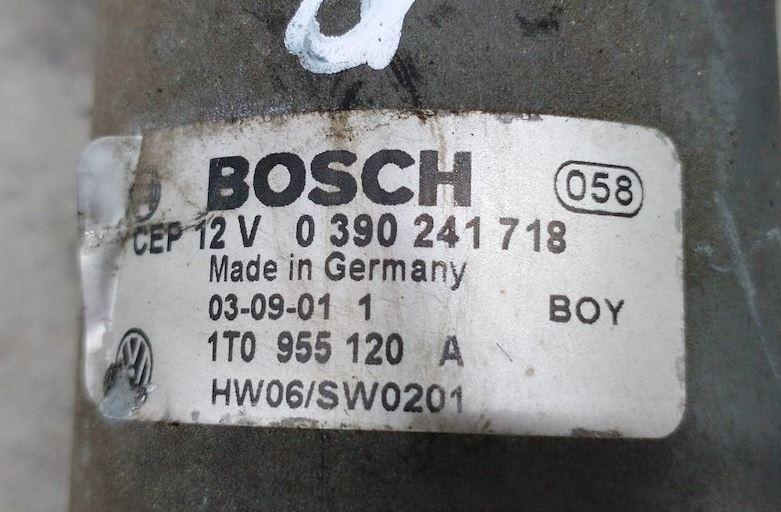 BOSCH 058
CEP 12 V 0 390 241 718
Made in Germany
03-09-01 1 BOY
1T0 955 120 A
HW06/SW0201